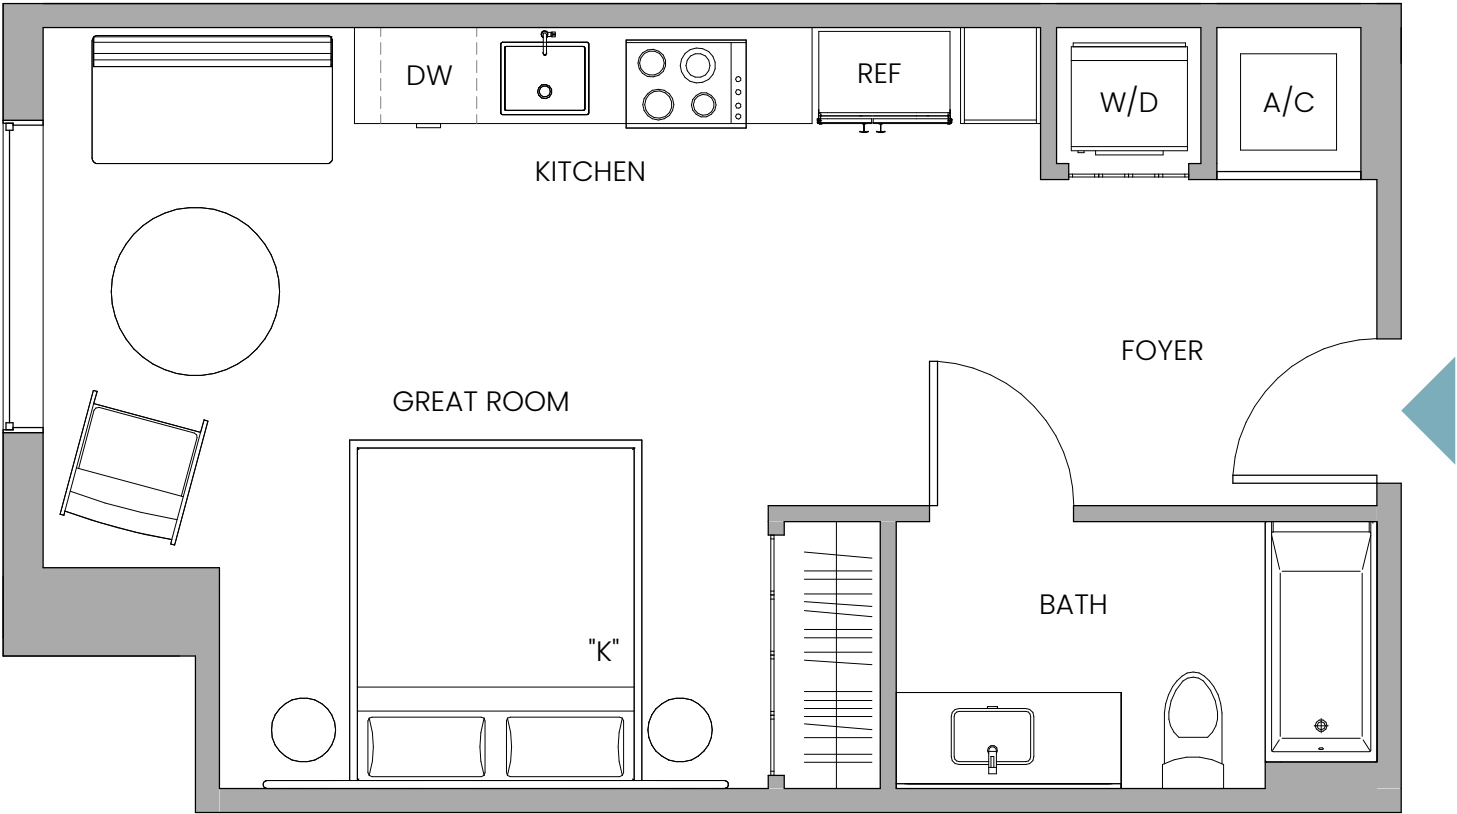 DW
REF
W/D
A/C
KITCHEN
FOYER
GREAT ROOM
BATH
"K"